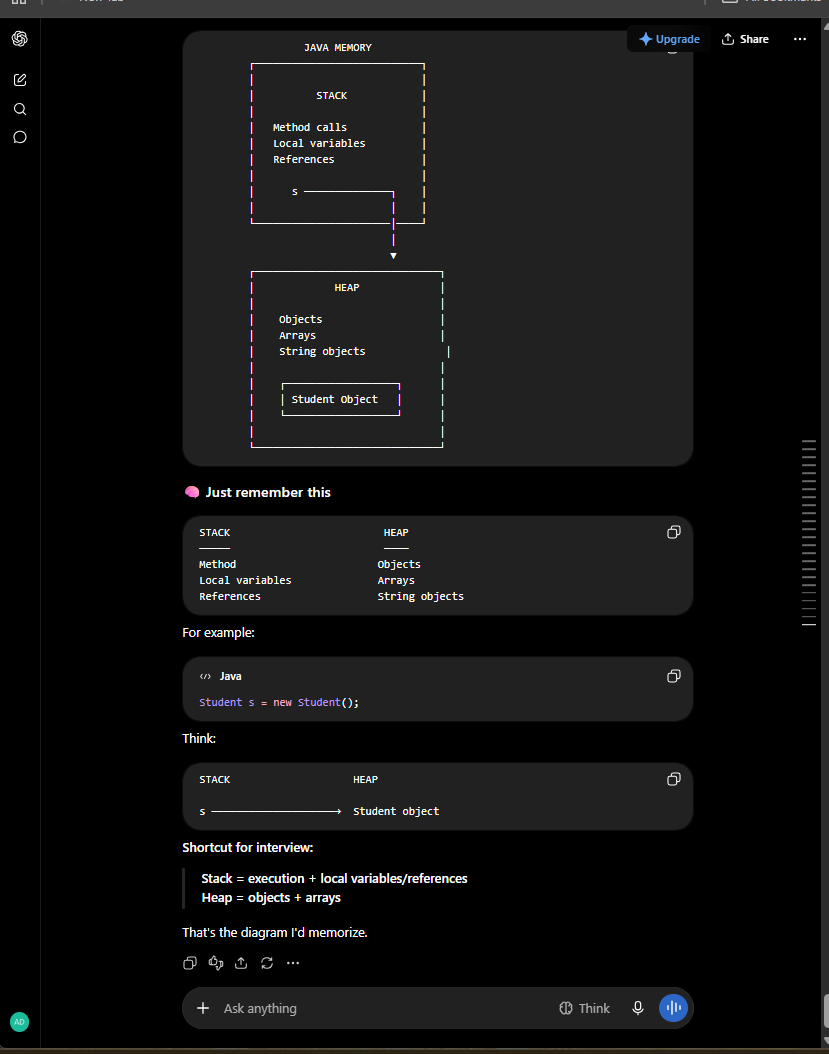 Upgrade
Share
JAVA MEMORY
STACK
Method calls
Local variables
References
s
HEAP
Objects
Arrays
String objects
Student Object
Just remember this
STACK HEAP
Method Objects
Local variables Arrays
References String objects
For example:
Java
Student s = new Student();
Think:
STACK HEAP
s Student object
Shortcut for interview:
Stack = execution + local variables/references
Heap = objects + arrays
That's the diagram I'd memorize.
Ask anything
Think
AD